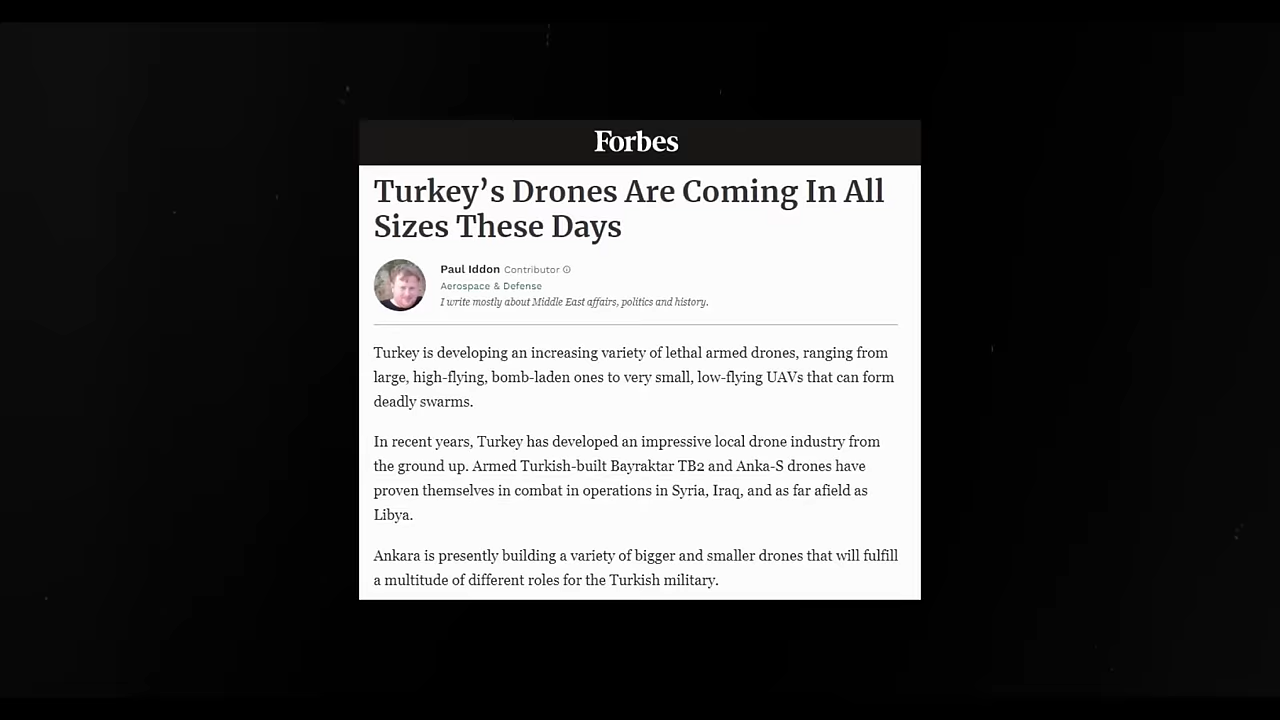 Forbes
Turkey’s Drones Are Coming In All
Sizes These Days
Paul Iddon Contributor
Aerospace & Defense
I write mostly about Middle East affairs, politics and history.
Turkey is developing an increasing variety of lethal armed drones, ranging from
large, high-flying, bomb-laden ones to very small, low-flying UAVs that can form
deadly swarms.
In recent years, Turkey has developed an impressive local drone industry from
the ground up. Armed Turkish-built Bayraktar TB2 and Anka-S drones have
proven themselves in combat in operations in Syria, Iraq, and as far afield as
Libya.
Ankara is presently building a variety of bigger and smaller drones that will fulfill
a multitude of different roles for the Turkish military.